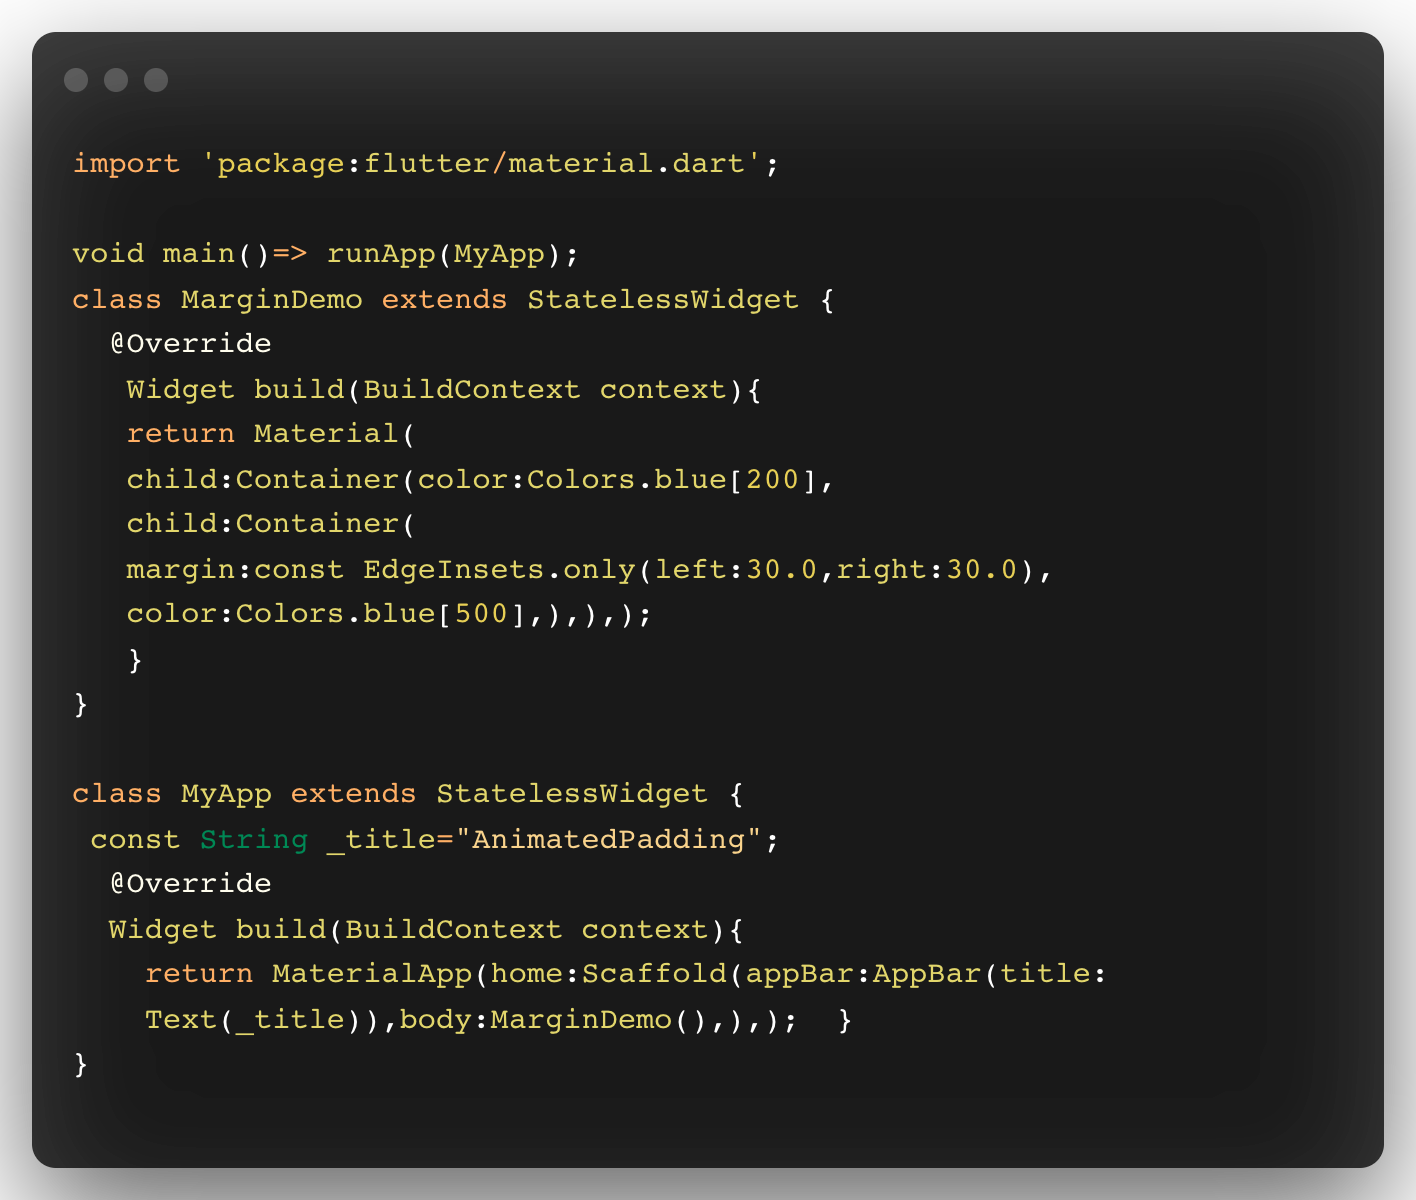 import 'package:flutter/material.dart';
void main()=> runApp(MyApp);
class MarginDemo extends StatelessWidget {
@Override
Widget build(BuildContext context){
return Material(
child:Container(color:Colors.blue[200],
child:Container(
margin:const EdgeInsets.only(left:30.0,right:30.0),
color:Colors.blue[500],),),);
}
}
class MyApp extends StatelessWidget {
const String _title="AnimatedPadding";
@Override
Widget build(BuildContext context){
return MaterialApp(home:Scaffold(appBar:AppBar(title:
Text(_title)),body:MarginDemo(),),);  }
}